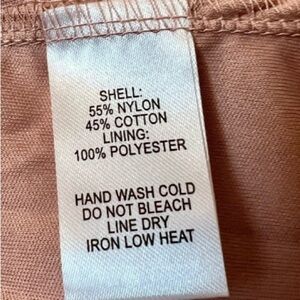 SHELL:
55% NYLON
45% COTTON
LINING:
100% POLYESTER
HAND WASH COLD
DO NOT BLEACH
LINE DRY
IRON LOW HEAT